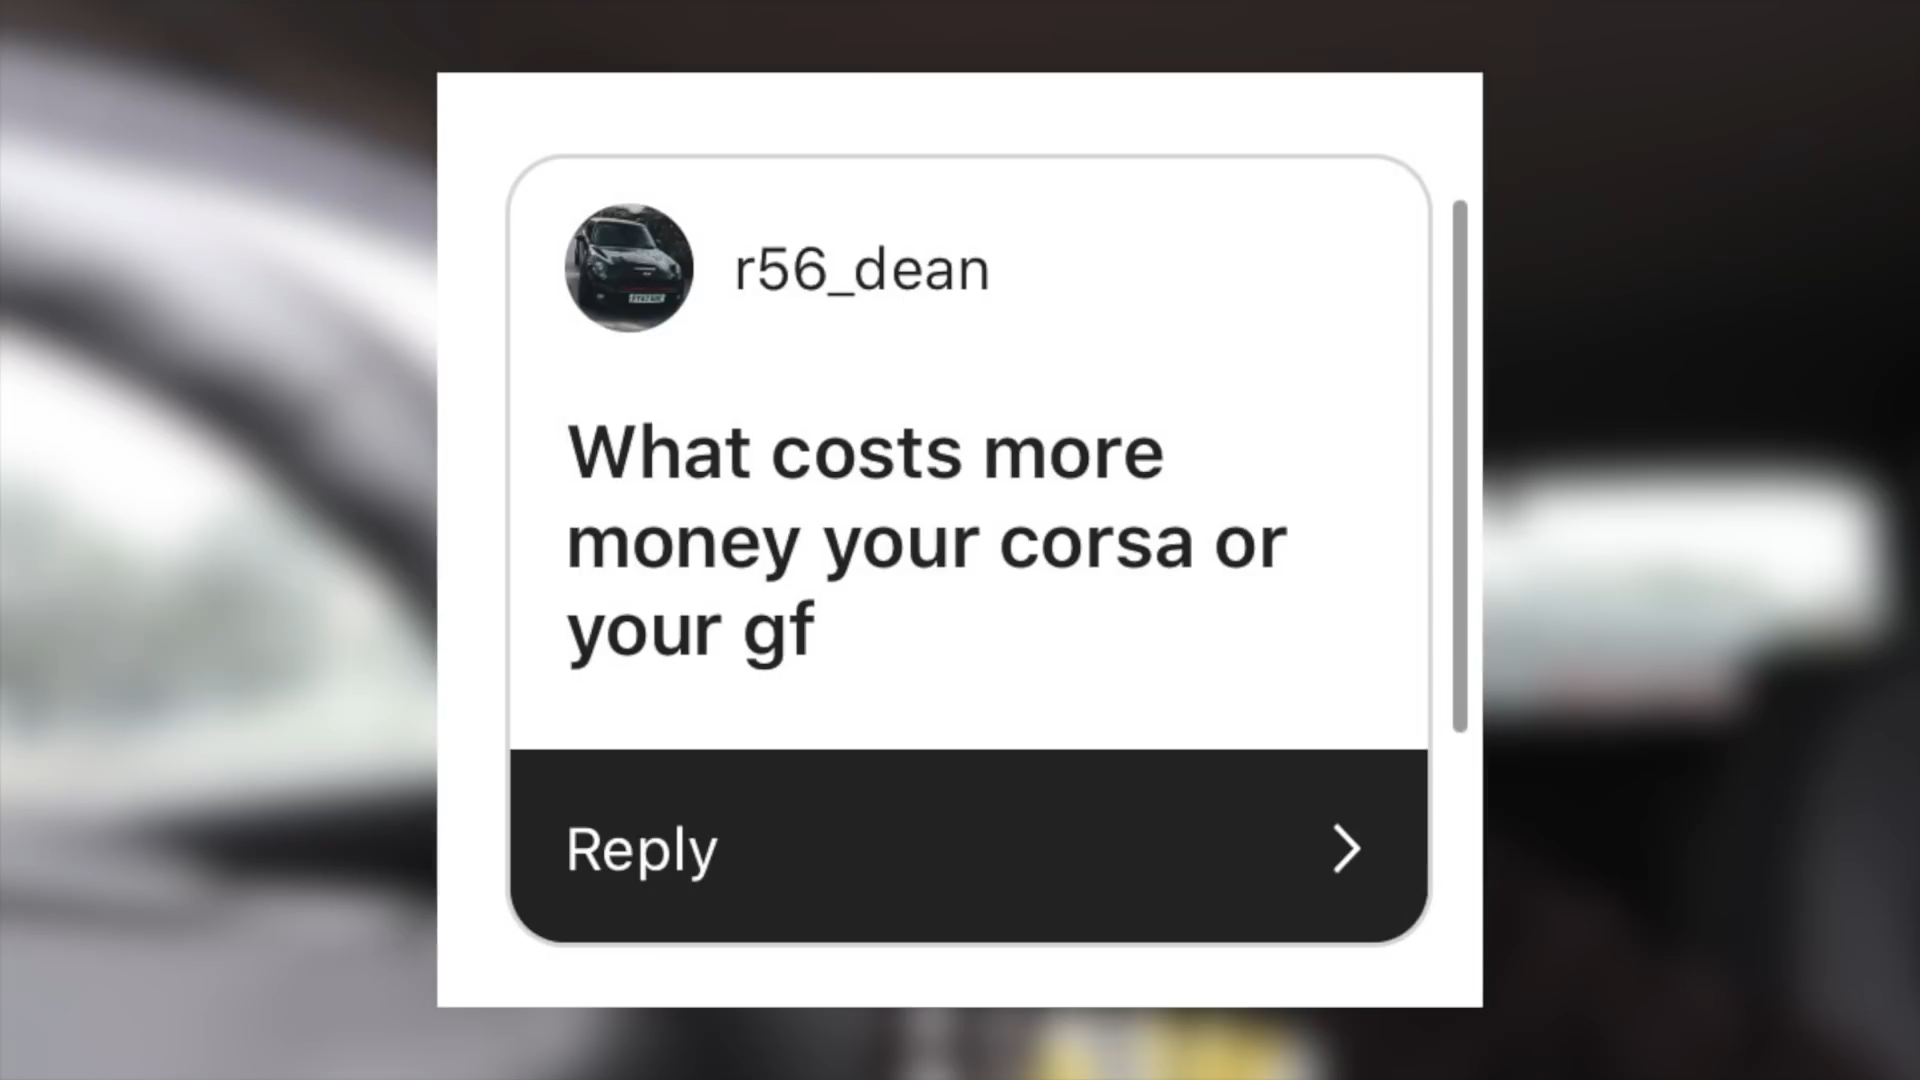 r56_dean
What costs more
money your corsa or
your gf
Reply